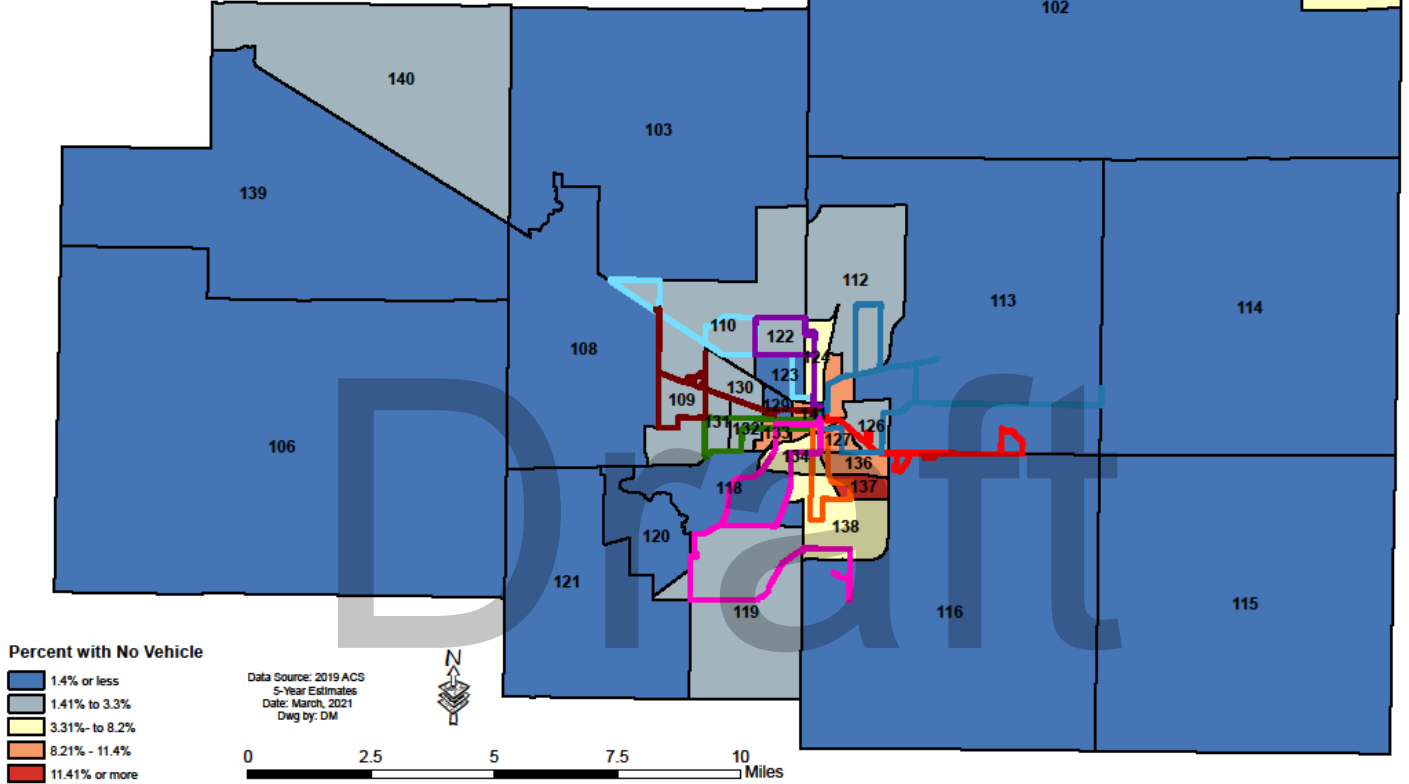 102
140
103
139
112
113
114
110
122
124
108
123
130
129
109
141
131
132
133
126
127
106
134
136
118
137
138
120
121
119
116
115
Draft
Percent with No Vehicle
1.4% or less
1.41% to 3.3%
3.31%- to 8.2%
8.21% - 11.4%
11.41% or more
Data Source: 2019 ACS
5-Year Estimates
Date: March, 2021
Dwg by: DM
N
0 2.5 5 7.5 10
Miles